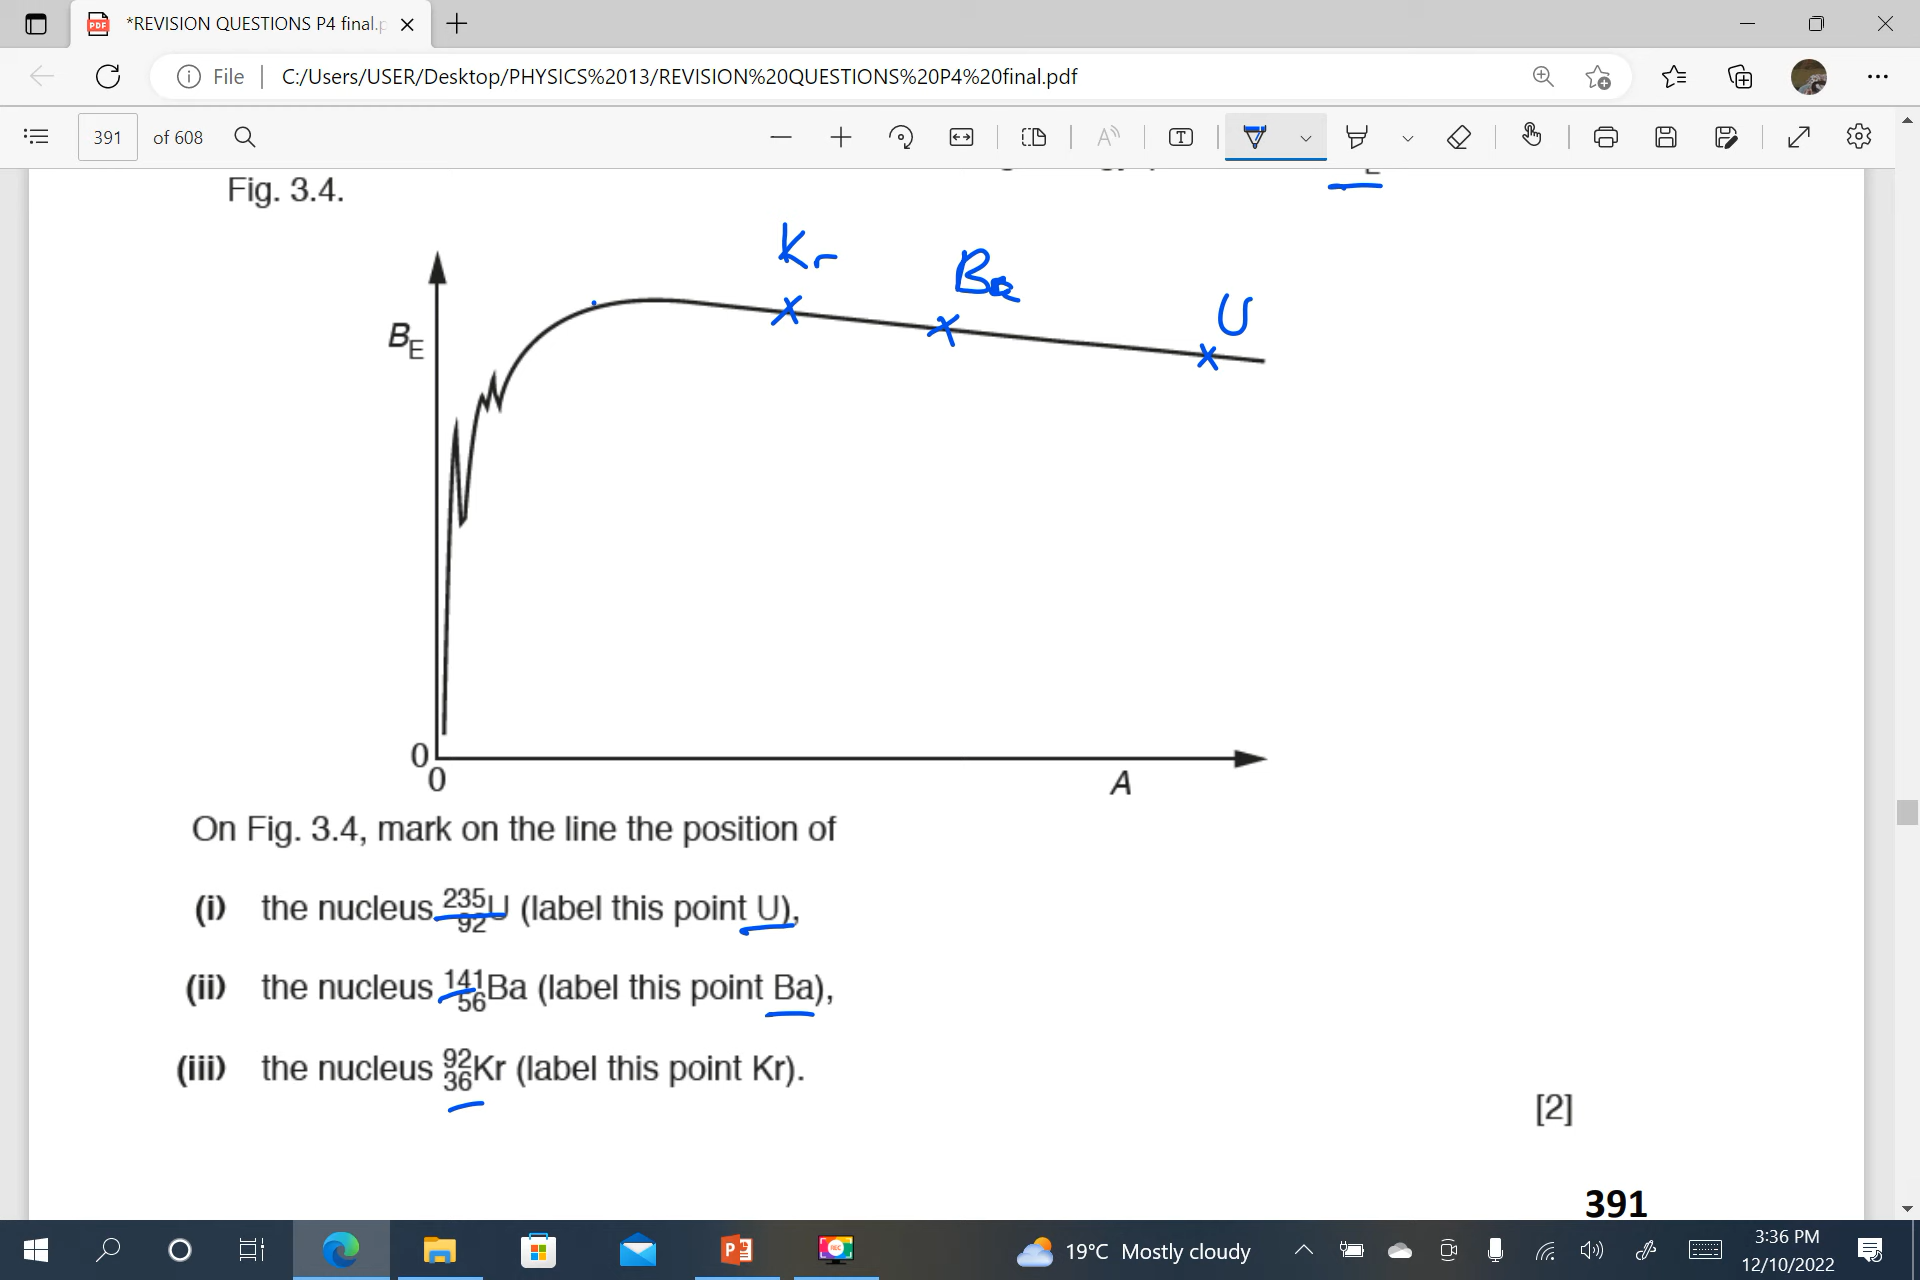 *REVISION QUESTIONS P4 final.p
File
C:/Users/USER/Desktop/PHYSICS%2013/REVISION%20QUESTIONS%20P4%20final.pdf
391 of 608
Fig. 3.4.
Kr
Ba
U
BE
0
0
A
On Fig. 3.4, mark on the line the position of
(i) the nucleus 235 92 U (label this point U),
(ii) the nucleus 141 56 Ba (label this point Ba),
(iii) the nucleus 92 36 Kr (label this point Kr).
[2]
391
19°C Mostly cloudy
3:36 PM
12/10/2022